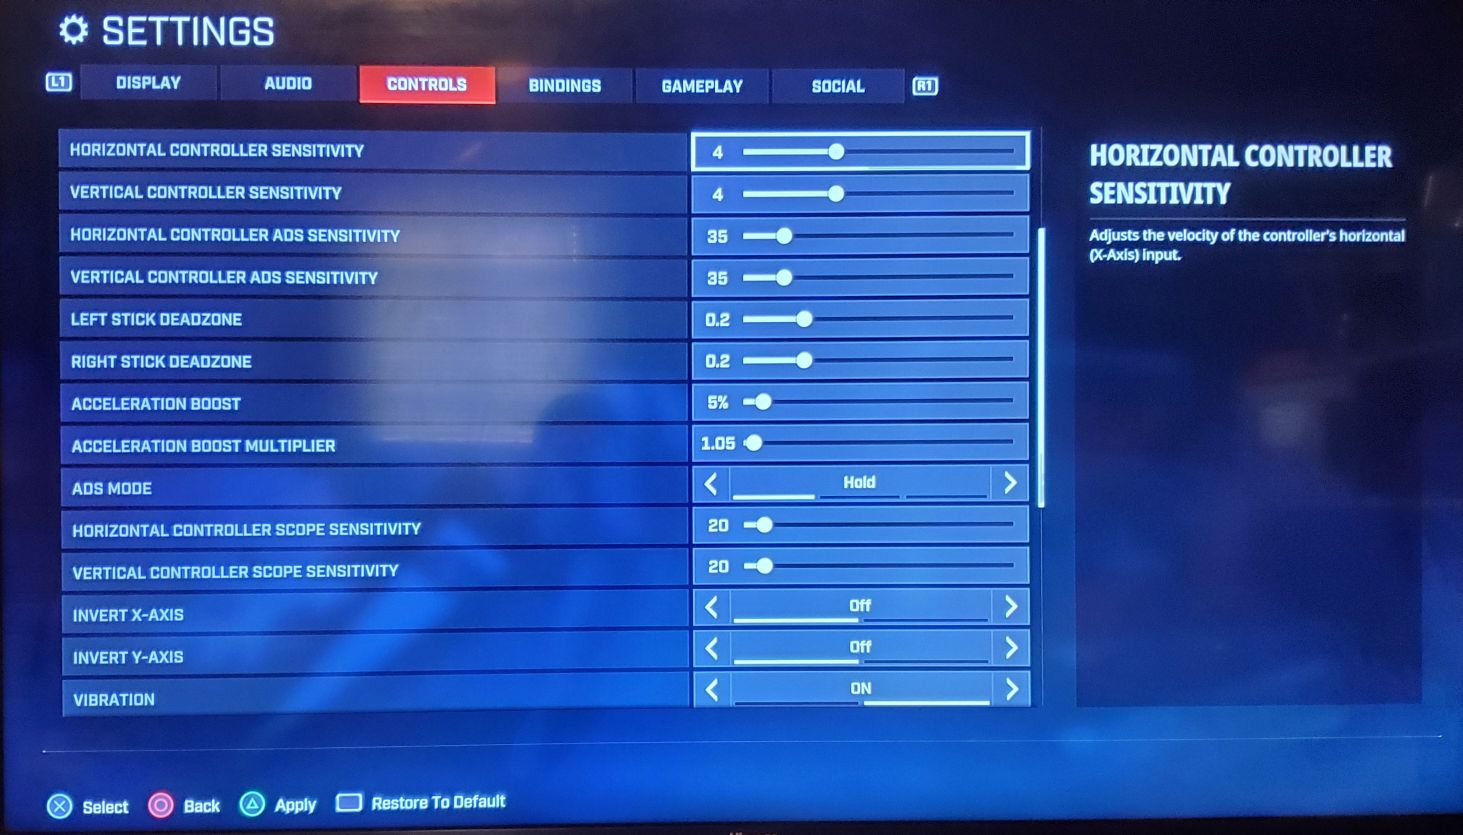 SETTINGS
L1 DISPLAY AUDIO CONTROLS BINDINGS GAMEPLAY SOCIAL R1
HORIZONTAL CONTROLLER SENSITIVITY 4
VERTICAL CONTROLLER SENSITIVITY 4
HORIZONTAL CONTROLLER ADS SENSITIVITY 35
VERTICAL CONTROLLER ADS SENSITIVITY 35
LEFT STICK DEADZONE 0.2
RIGHT STICK DEADZONE 0.2
ACCELERATION BOOST 5%
ACCELERATION BOOST MULTIPLIER 1.05
ADS MODE Hold
HORIZONTAL CONTROLLER SCOPE SENSITIVITY 20
VERTICAL CONTROLLER SCOPE SENSITIVITY 20
INVERT X-AXIS Off
INVERT Y-AXIS Off
VIBRATION ON
HORIZONTAL CONTROLLER
SENSITIVITY
Adjusts the velocity of the controller's horizontal
(X-Axis) input.
Select Back Apply Restore To Default